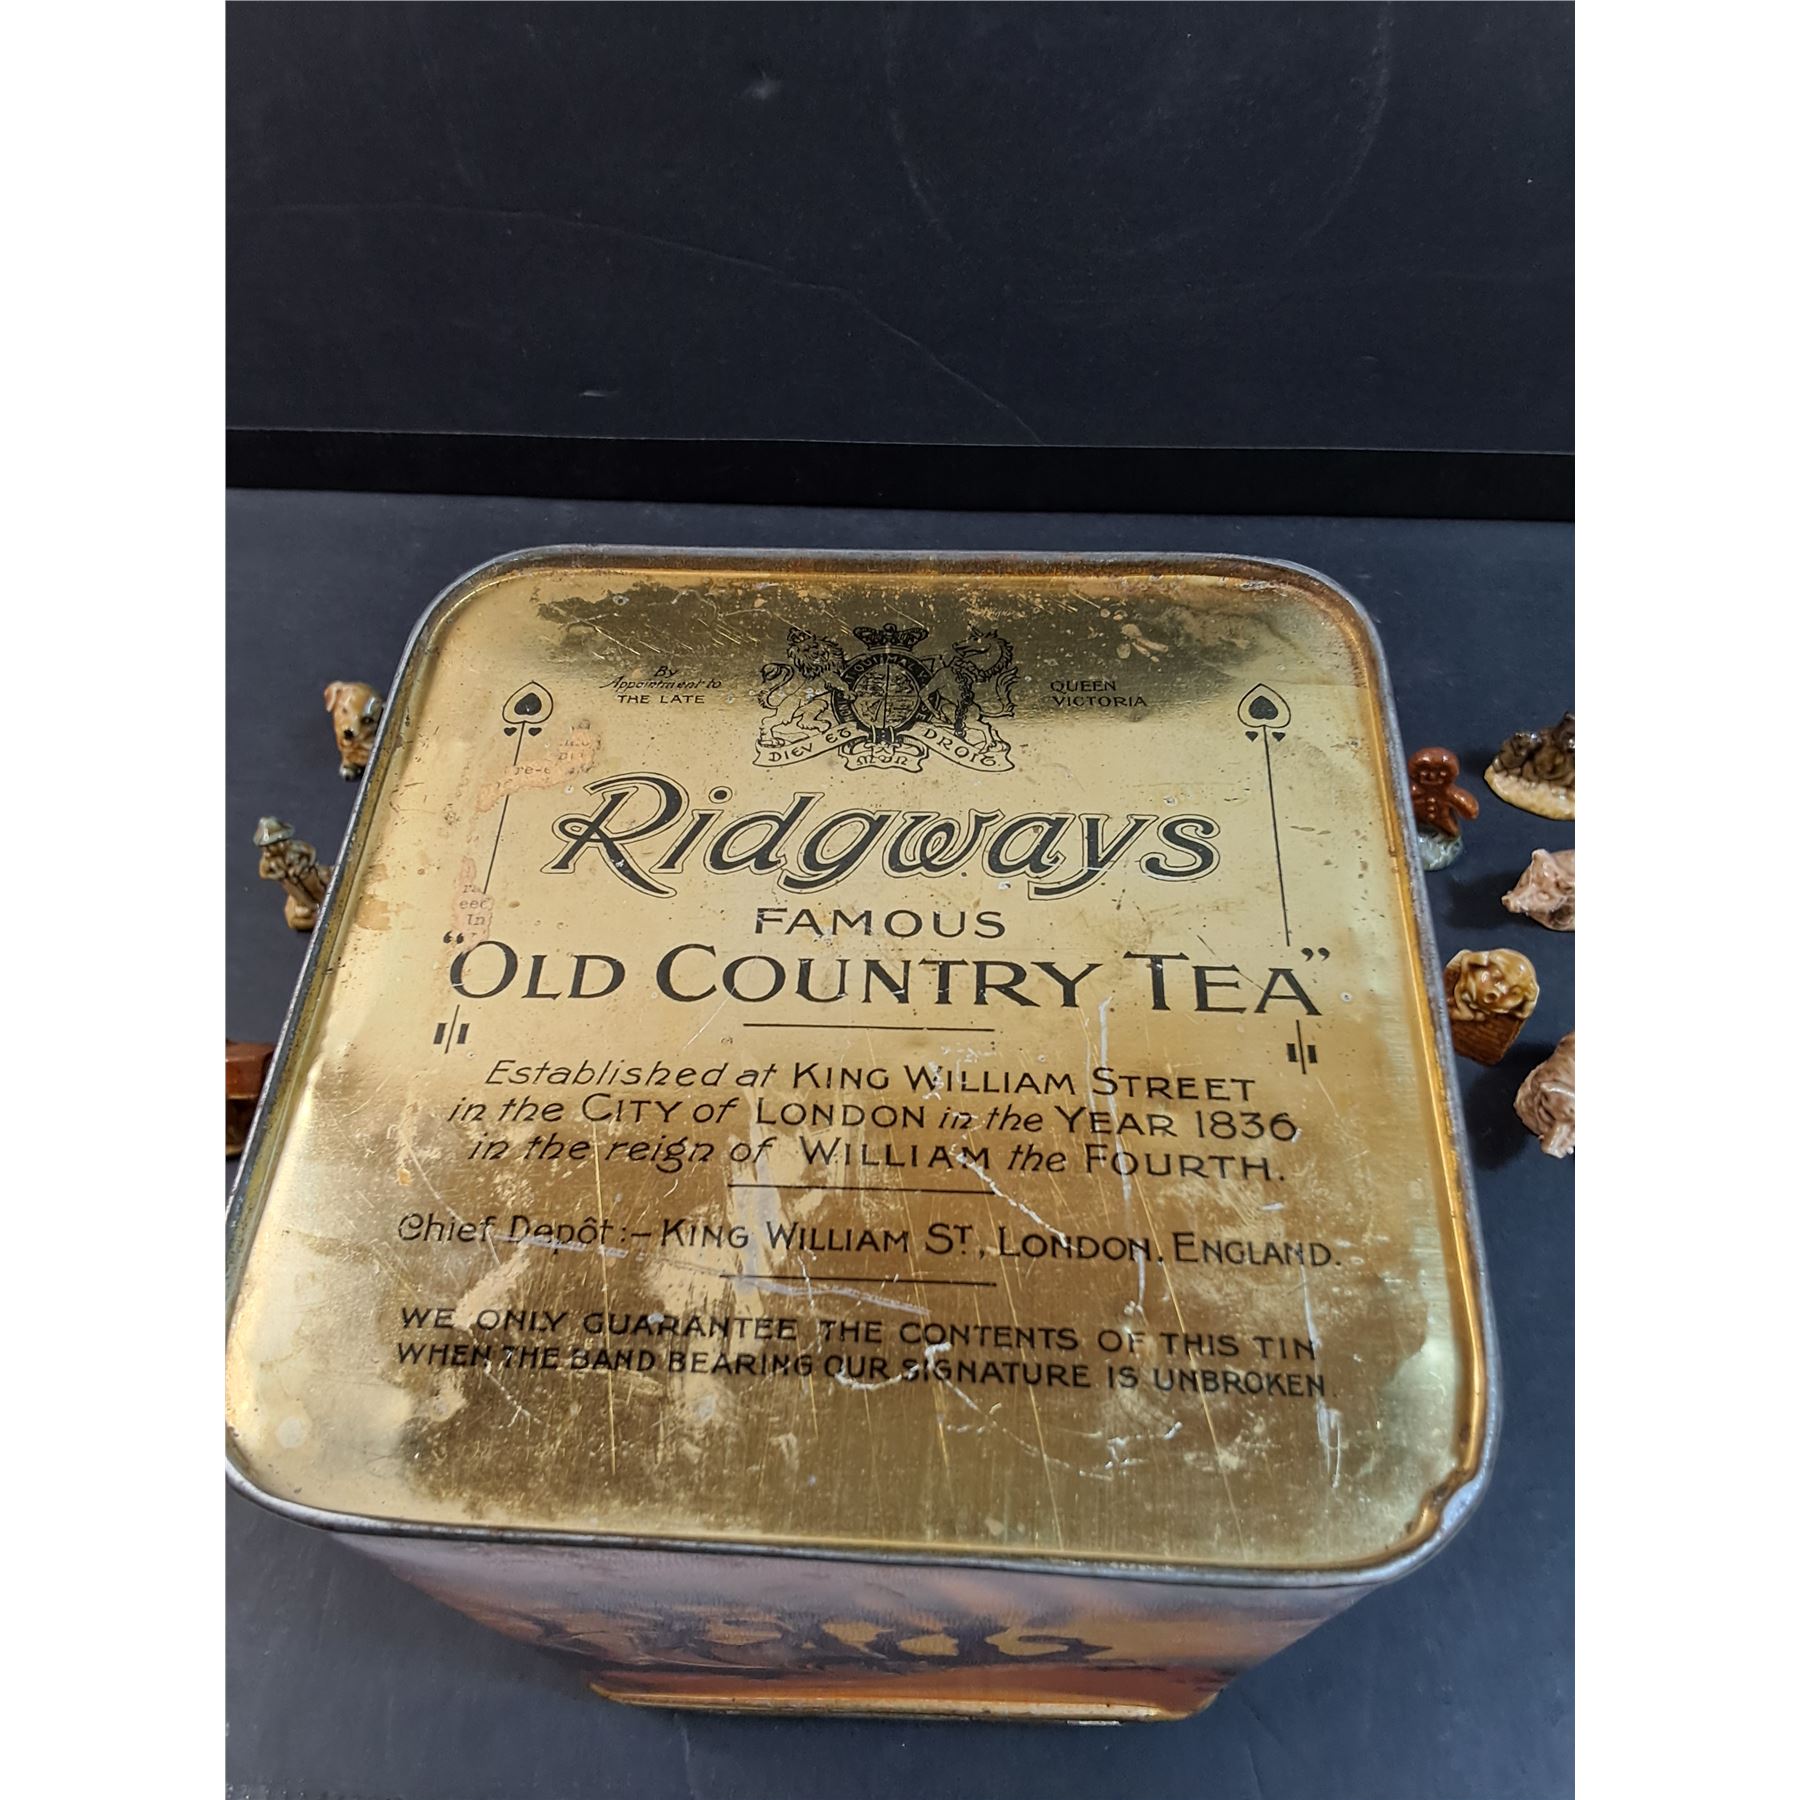 By
Appointment to
THE LATE
QUEEN
VICTORIA
DIEV ET
MON
DROIT
Ridgways
FAMOUS
"OLD COUNTRY TEA"
Established at KING WILLIAM STREET
in the CITY of LONDON in the YEAR 1836
in the reign of WILLIAM the FOURTH.
Chief Depôt:– KING WILLIAM ST, LONDON. ENGLAND.
WE ONLY GUARANTEE THE CONTENTS OF THIS TIN
WHEN THE BAND BEARING OUR SIGNATURE IS UNBROKEN.